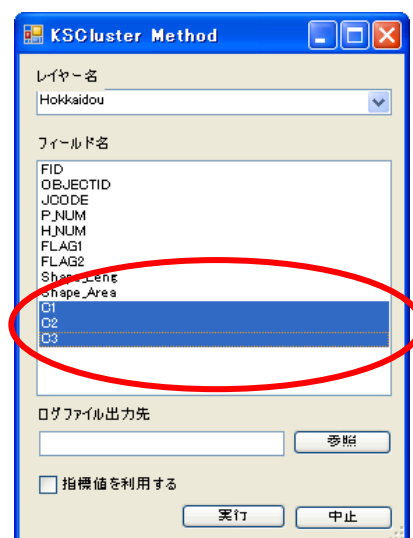 KSCluster Method
レイヤー名
Hokkaidou
フィールド名
FID
OBJECTID
JCODE
P_NUM
H_NUM
FLAG1
FLAG2
Shape_Leng
Shape_Area
C1
C2
C3
ログファイル出力先
参照
指標値を利用する
実行 中止